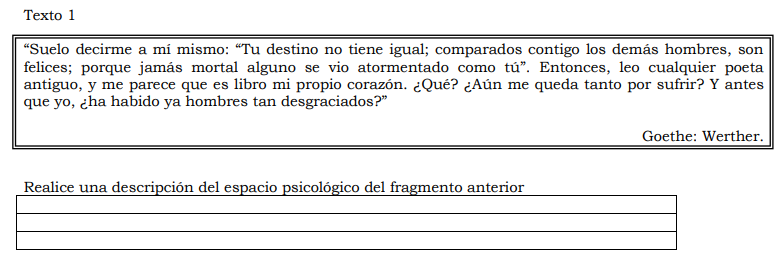 Texto 1
“Suelo decirme a mí mismo: “Tu destino no tiene igual; comparados contigo los demás hombres, son
felices; porque jamás mortal alguno se vio atormentado como tú”. Entonces, leo cualquier poeta
antiguo, y me parece que es libro mi propio corazón. ¿Qué? ¿Aún me queda tanto por sufrir? Y antes
que yo, ¿ha habido ya hombres tan desgraciados?”
Goethe: Werther.
Realice una descripción del espacio psicológico del fragmento anterior